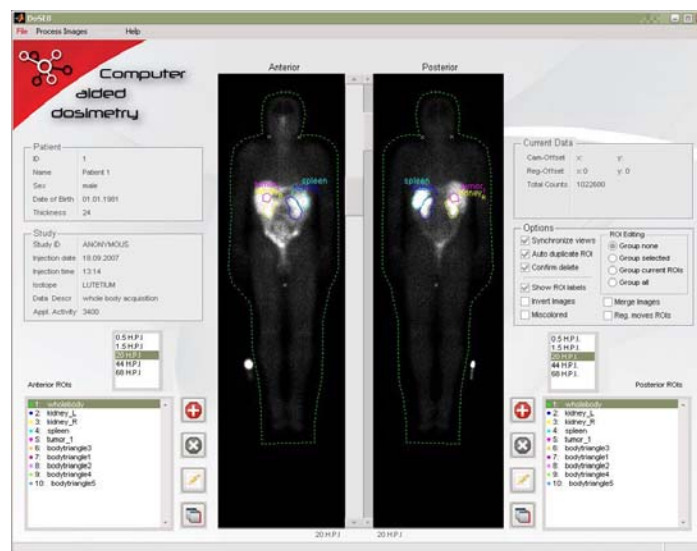 DoSE0
File Process Images Help
Computer
aided
dosimetry
Patient
ID 1
Name Patient 1
Sex male
Date of Birth 01.01.1981
Thickness 24
Study
Study ID ANONYMOUS
Injection date 18.09.2007
Injection time 13:14
Isotope LUTETIUM
Data Descr whole body acquisition
Appl. Activity 3400
0.5 H.P.I
1.5 H.P.I
20 H.P.I
44 H.P.I
68 H.P.I
Anterior ROIs
1: wholebody
2: kidney_L
3: kidney_R
4: spleen
5: tumor_1
6: bodytriangle3
7: bodytriangle1
8: bodytriangle2
9: bodytriangle4
10: bodytriangle5
Anterior
spleen
20 H.P.I
Posterior
spleen
tumor
kidney
20 H.P.I
Current Data
Cam-Offset x: y:
Reg-Offset x: 0 y: 0
Total Counts 1022600
Options
Synchronize views
Auto duplicate ROI
Confirm delete
Show ROI labels
Invert Images
Miscolored
ROI Editing
Group none
Group selected
Group current ROIs
Group all
Merge Images
Reg. moves ROIs
0.5 H.P.I
1.5 H.P.I
20 H.P.I
44 H.P.I
68 H.P.I
Posterior ROIs
1: wholebody
2: kidney_L
3: kidney_R
4: spleen
5: tumor_1
6: bodytriangle3
7: bodytriangle1
8: bodytriangle2
9: bodytriangle4
10: bodytriangle5